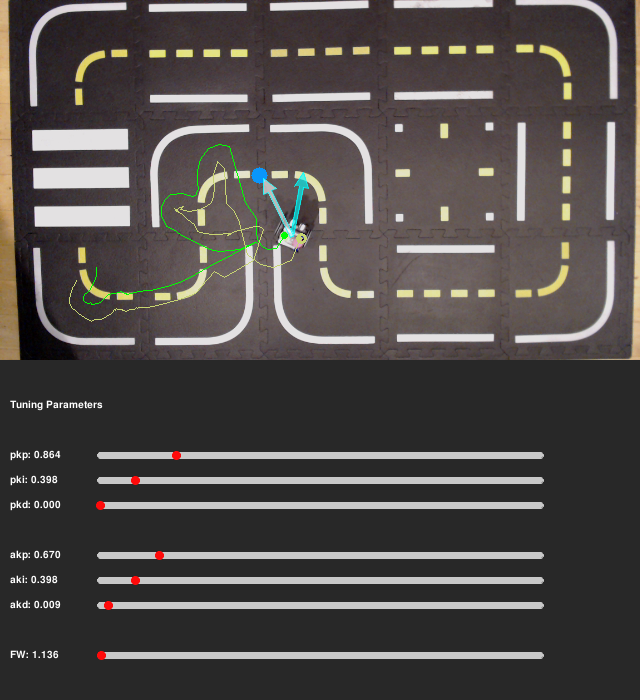 Tuning Parameters
pkp: 0.864
pki: 0.398
pkd: 0.000
akp: 0.670
aki: 0.398
akd: 0.009
FW: 1.136